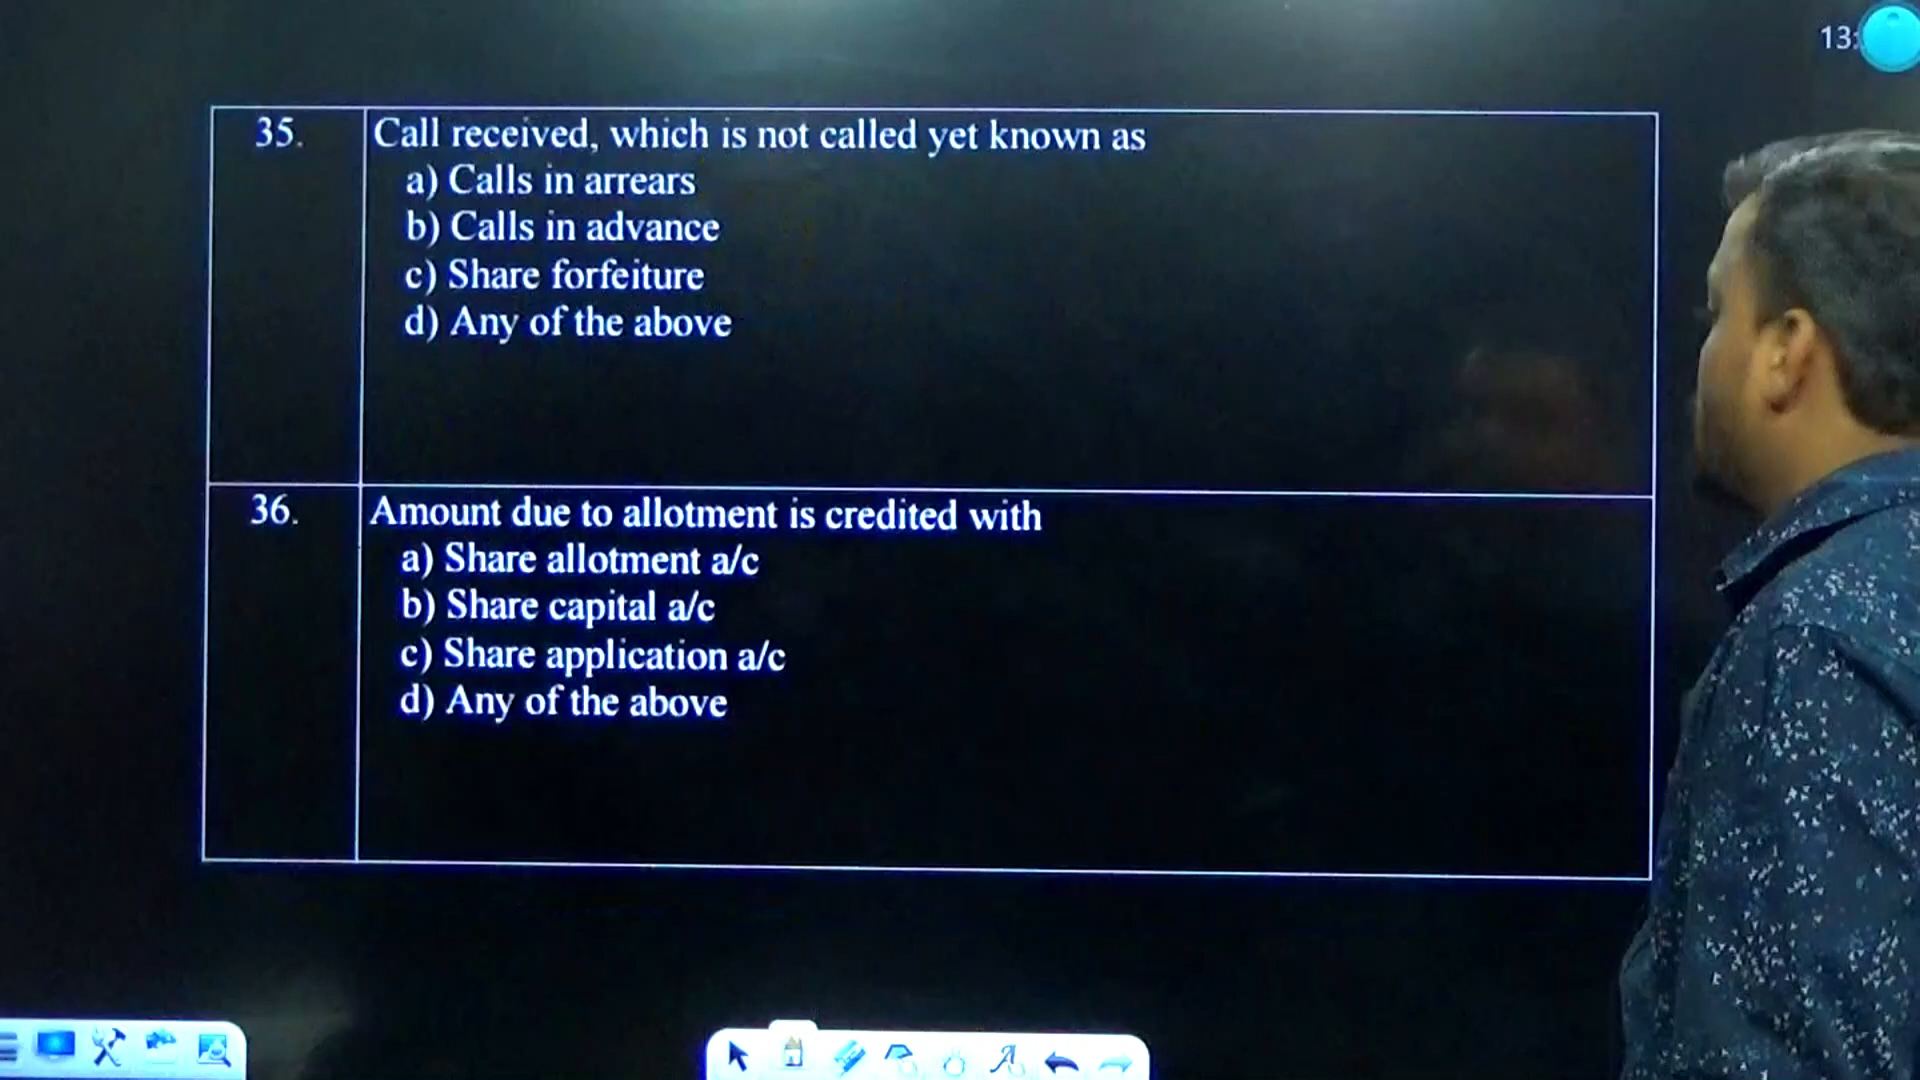 13:
35.
Call received, which is not called yet known as
a) Calls in arrears
b) Calls in advance
c) Share forfeiture
d) Any of the above
36.
Amount due to allotment is credited with
a) Share allotment a/c
b) Share capital a/c
c) Share application a/c
d) Any of the above